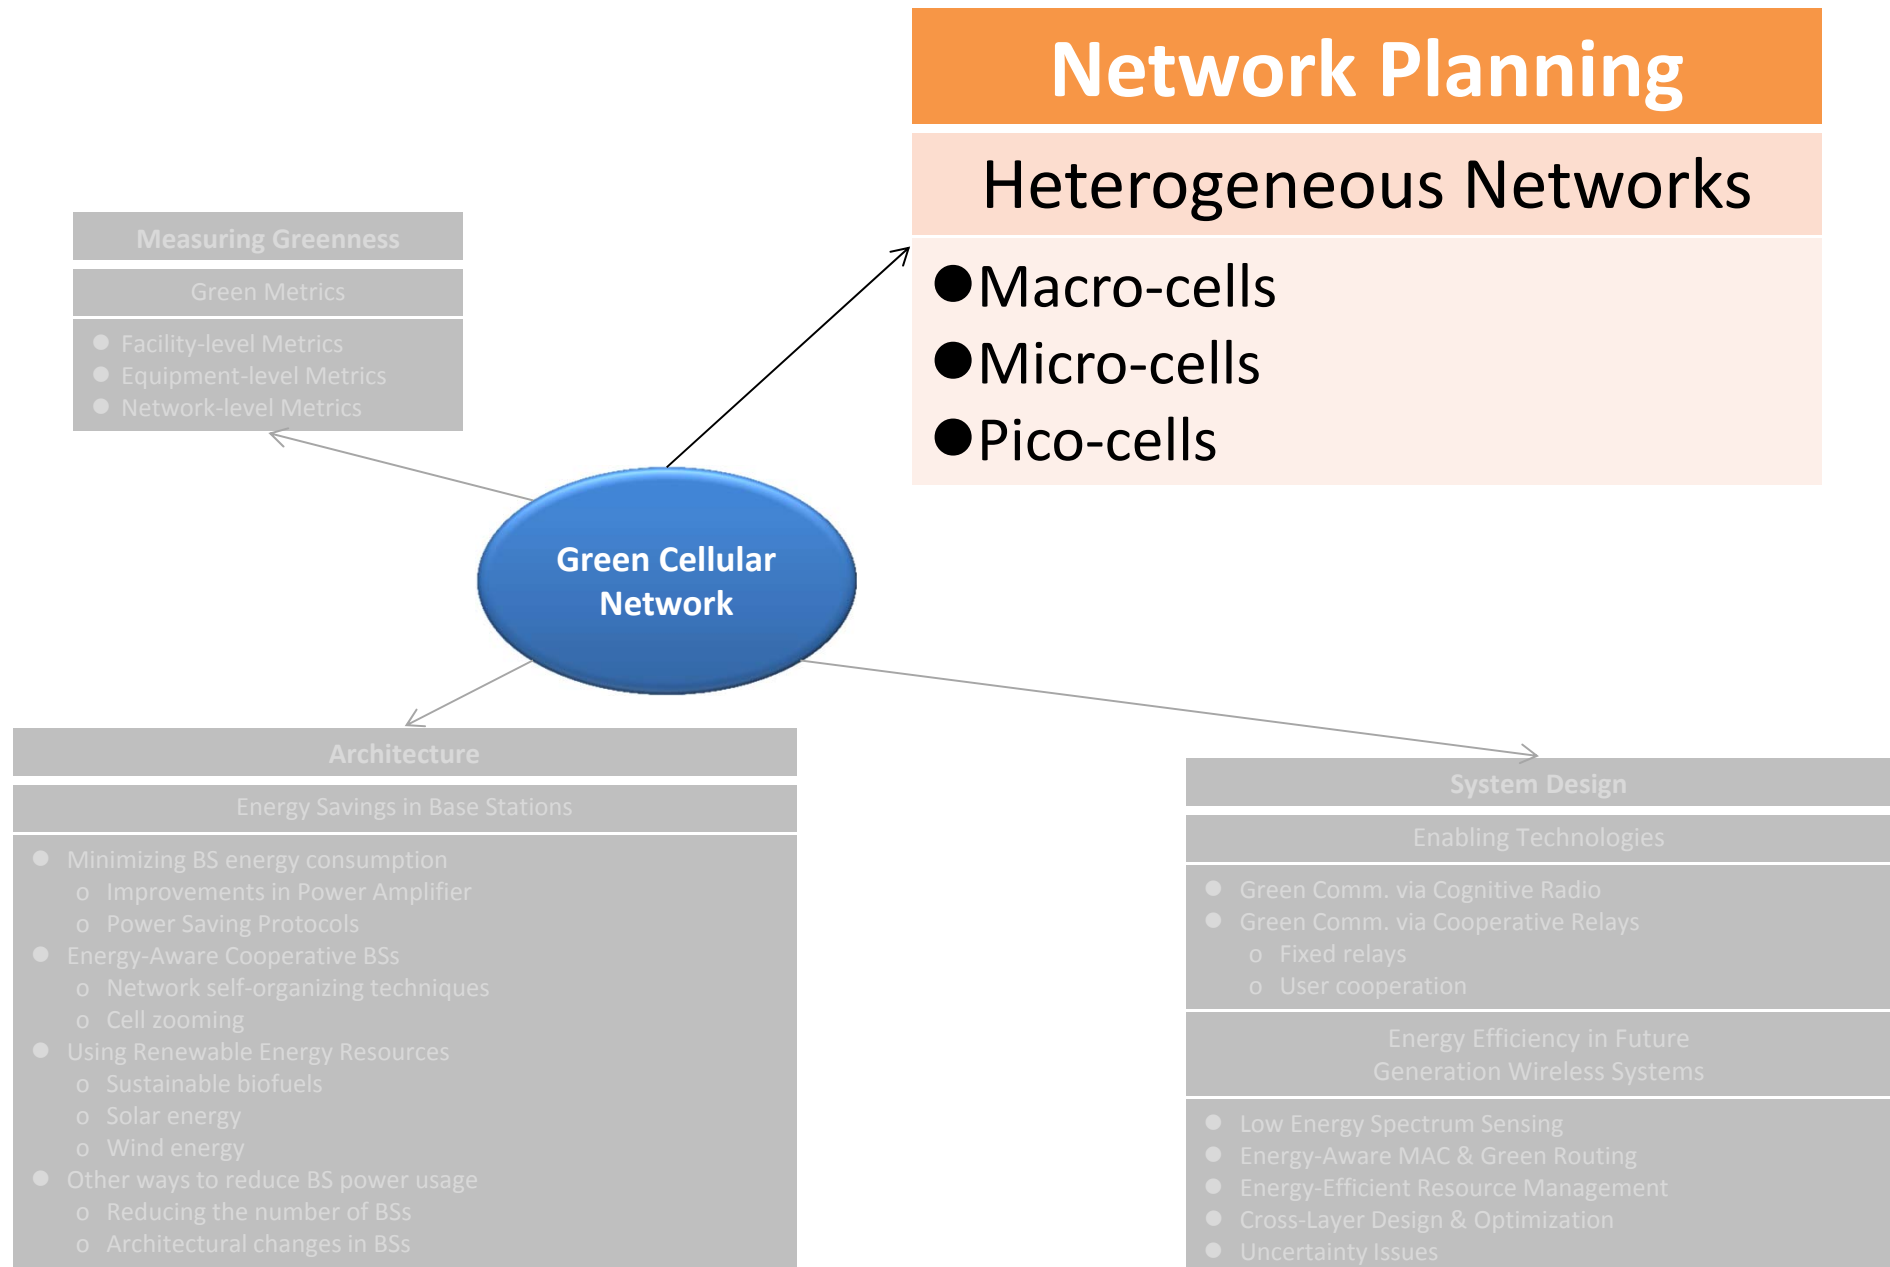 Network Planning
Heterogeneous Networks
●Macro-cells
●Micro-cells
●Pico-cells
Measuring Greenness
Green Metrics
● Facility-level Metrics
● Equipment-level Metrics
● Network-level Metrics
Green Cellular
Network
Architecture
Energy Savings in Base Stations
● Minimizing BS energy consumption
o Improvements in Power Amplifier
o Power Saving Protocols
● Energy-Aware Cooperative BSs
o Network self-organizing techniques
o Cell zooming
● Using Renewable Energy Resources
o Sustainable biofuels
o Solar energy
o Wind energy
● Other ways to reduce BS power usage
o Reducing the number of BSs
o Architectural changes in BSs
System Design
Enabling Technologies
● Green Comm. via Cognitive Radio
● Green Comm. via Cooperative Relays
o Fixed relays
o User cooperation
Energy Efficiency in Future
Generation Wireless Systems
● Low Energy Spectrum Sensing
● Energy-Aware MAC & Green Routing
● Energy-Efficient Resource Management
● Cross-Layer Design & Optimization
● Uncertainty Issues